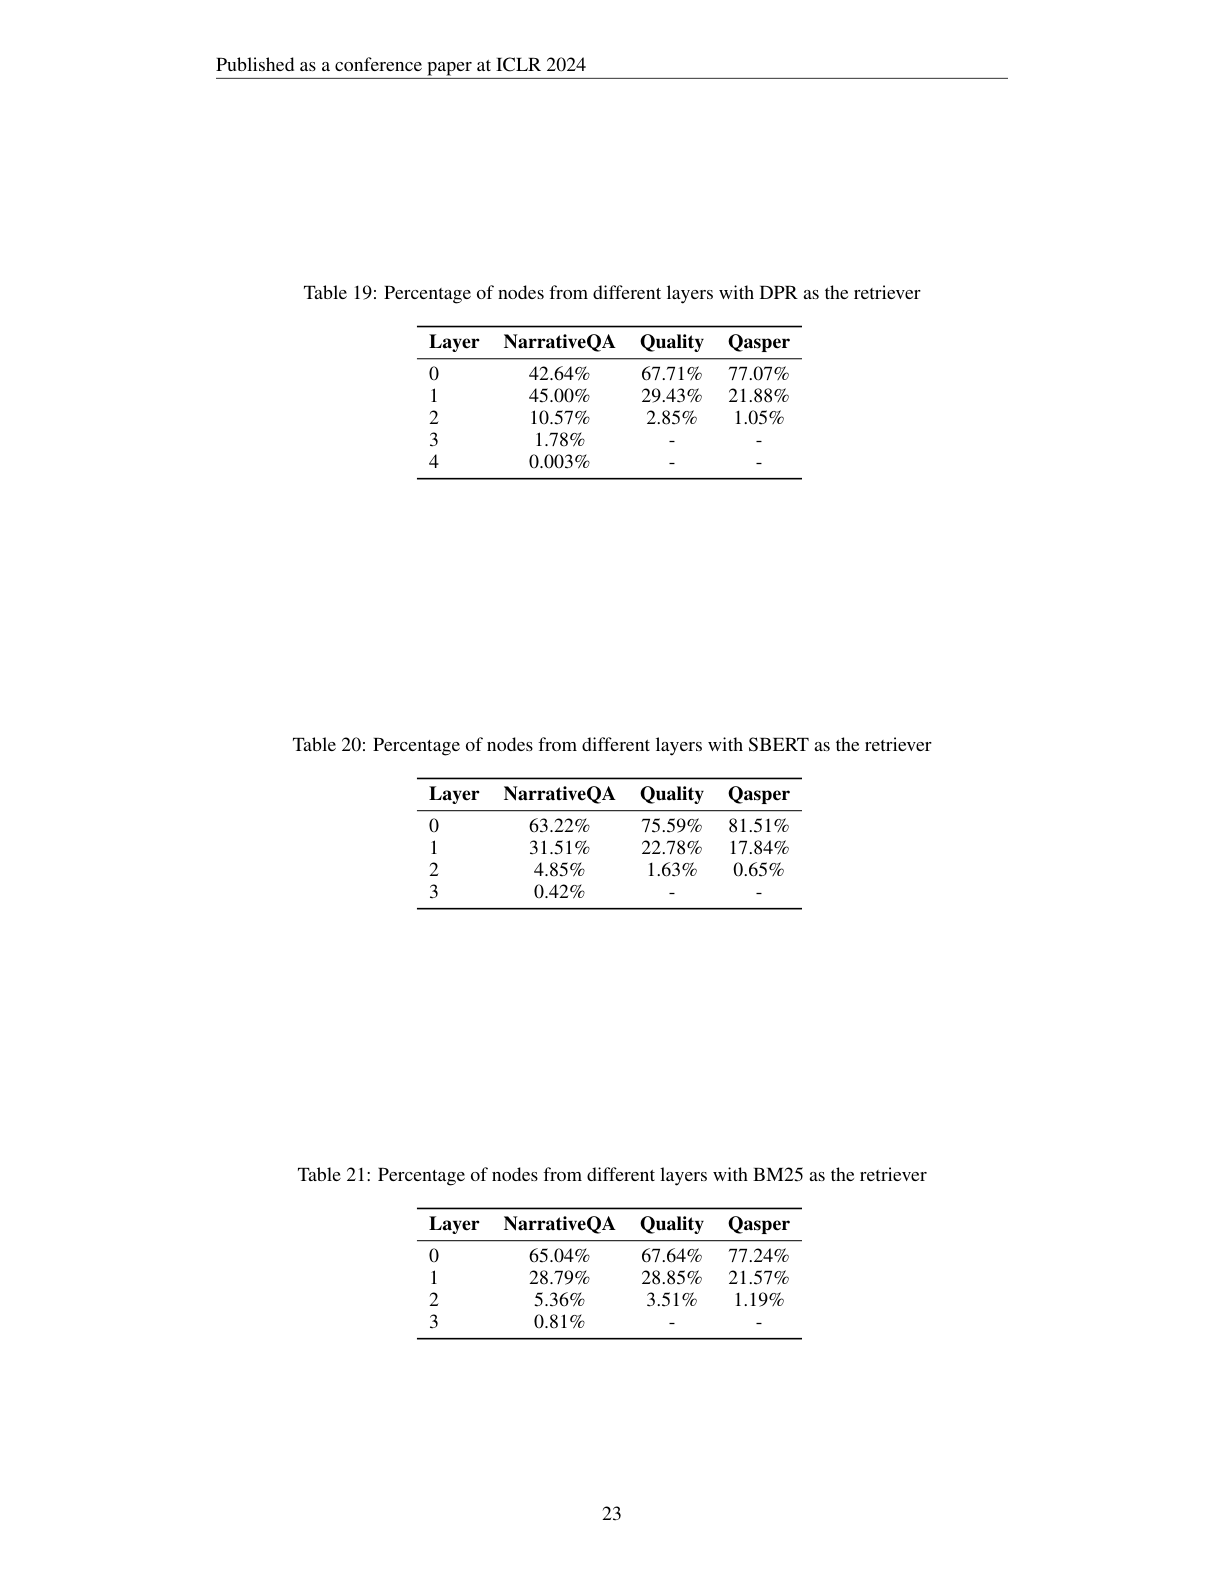 Published as a conference paper at ICLR 2024
Table 19: Percentage of nodes from different layers with DPR as the retriever
Layer NarrativeQA Quality Qasper
0 42.64% 67.71% 77.07%
1 45.00% 29.43% 21.88%
2 10.57% 2.85% 1.05%
3 1.78% - -
4 0.003% - -
Table 20: Percentage of nodes from different layers with SBERT as the retriever
Layer NarrativeQA Quality Qasper
0 63.22% 75.59% 81.51%
1 31.51% 22.78% 17.84%
2 4.85% 1.63% 0.65%
3 0.42% - -
Table 21: Percentage of nodes from different layers with BM25 as the retriever
Layer NarrativeQA Quality Qasper
0 65.04% 67.64% 77.24%
1 28.79% 28.85% 21.57%
2 5.36% 3.51% 1.19%
3 0.81% - -
23